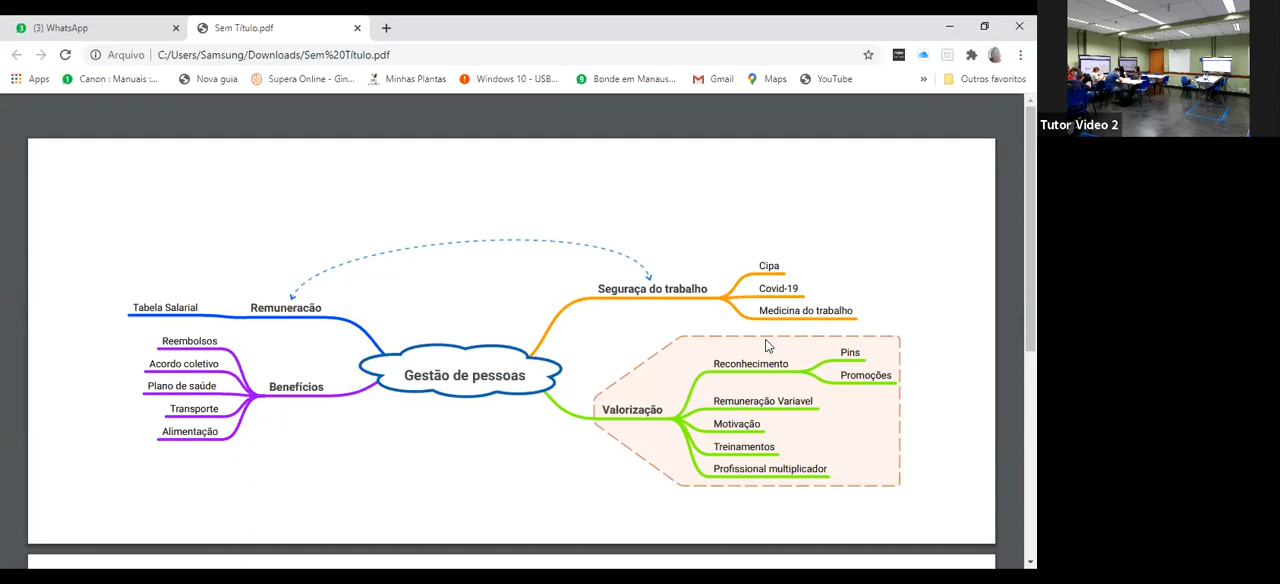 (3) WhatsApp
Sem Título.pdf
Arquivo
C:/Users/Samsung/Downloads/Sem%20Título.pdf
Apps
Canon : Manuais :...
Nova guia
Supera Online - Gin...
Minhas Plantas
Windows 10 - USB...
Bonde em Manaus...
Gmail
Maps
YouTube
»
Outros favoritos
Tutor Video 2
Gestão de pessoas
Remuneracão
Tabela Salarial
Benefícios
Reembolsos
Acordo coletivo
Plano de saúde
Transporte
Alimentação
Seguraça do trabalho
Cipa
Covid-19
Medicina do trabalho
Valorização
Reconhecimento
Pins
Promoções
Remuneração Variavel
Motivação
Treinamentos
Profissional multiplicador